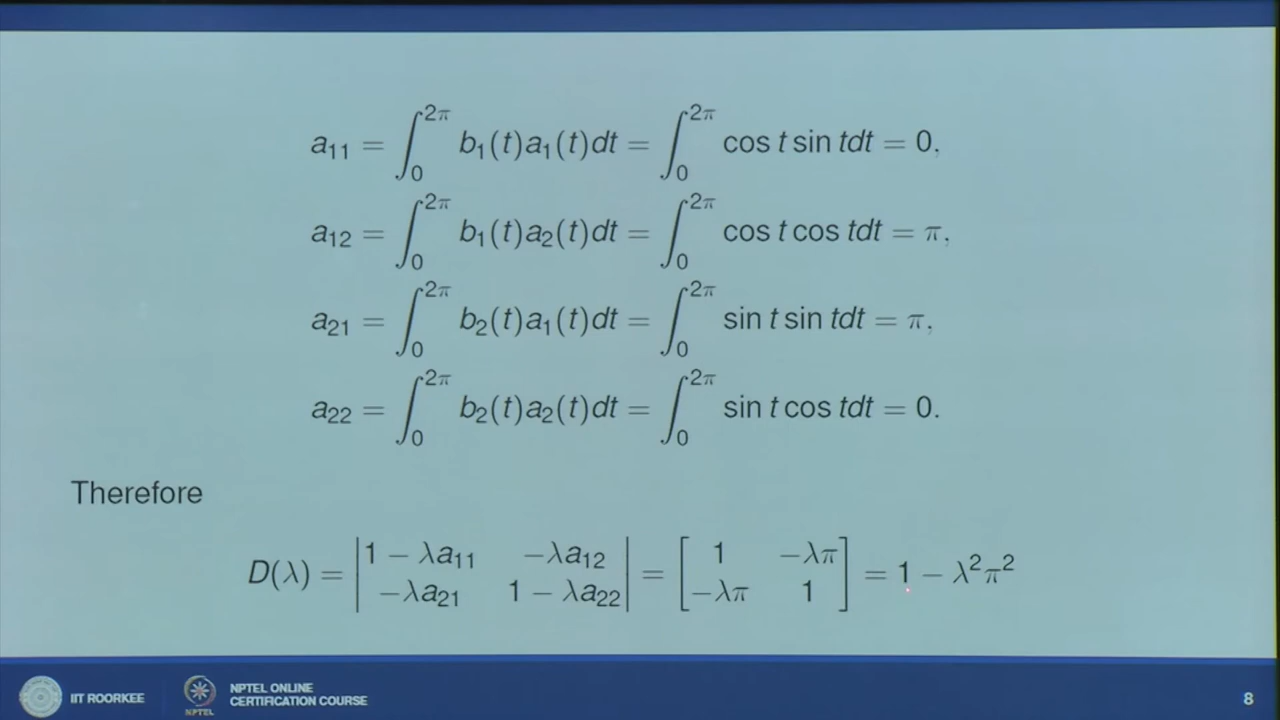 a₁₁ = ∫₀^2π b₁(t)a₁(t)dt = ∫₀^2π cos t sin tdt = 0,
a₁₂ = ∫₀^2π b₁(t)a₂(t)dt = ∫₀^2π cos t cos tdt = π,
a₂₁ = ∫₀^2π b₂(t)a₁(t)dt = ∫₀^2π sin t sin tdt = π,
a₂₂ = ∫₀^2π b₂(t)a₂(t)dt = ∫₀^2π sin t cos tdt = 0.
Therefore
D(λ) = |1 − λa₁₁ −λa₁₂; −λa₂₁ 1 − λa₂₂| = [1 −λπ; −λπ 1] = 1 − λ²π²
IIT ROORKEE
NPTEL
NPTEL ONLINE
CERTIFICATION COURSE
8